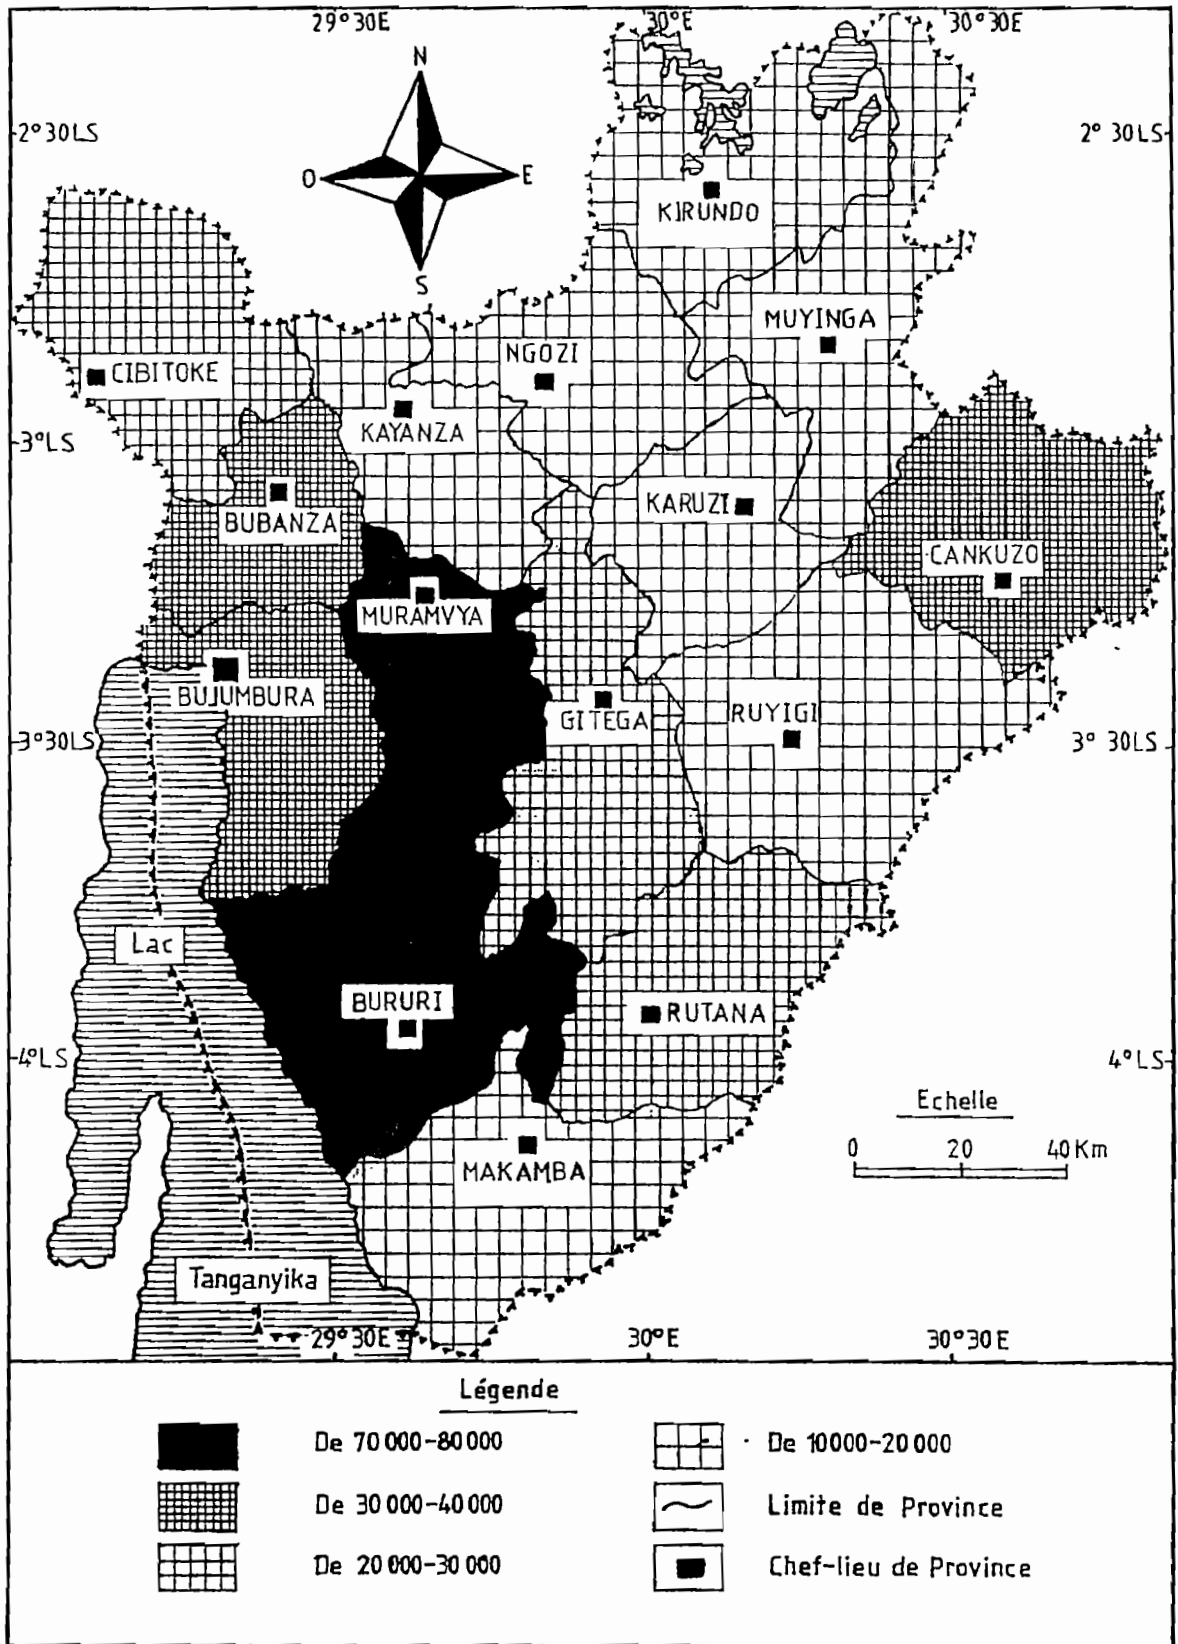 29°30E
30°E
30°30E
N
2°30LS
2° 30LS
O
E
KIRUNDO
S
MUYINGA
NGOZI
CIBITOKE
KAYANZA
3°LS
KARUZI
BUBANZA
CANKUZO
MURAMVYA
BUJUMBURA
GITEGA
RUYIGI
3°30LS
3° 30LS
Lac
BURURI
RUTANA
4°LS
4°LS
Echelle
0 20 40 Km
MAKAMBA
Tanganyika
29°30E
30°E
30°30E
Légende
De 70 000-80 000
De 10000-20 000
De 30 000-40 000
Limite de Province
De 20 000-30 000
Chef-lieu de Province